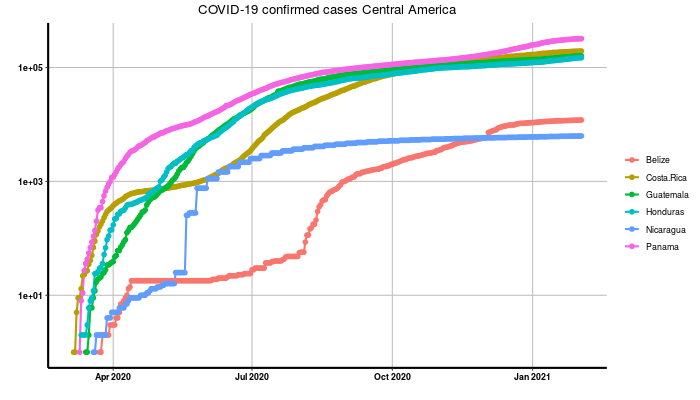 COVID-19 confirmed cases Central America
1e+05
1e+03
1e+01
Apr 2020
Jul 2020
Oct 2020
Jan 2021
Belize
Costa.Rica
Guatemala
Honduras
Nicaragua
Panama